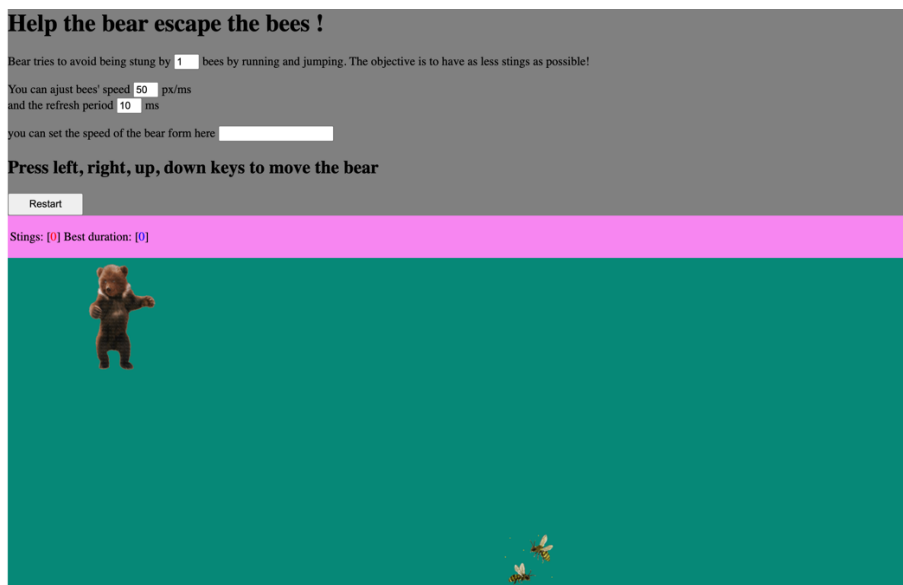 Help the bear escape the bees !
Bear tries to avoid being stung by 1 bees by running and jumping. The objective is to have as less stings as possible!
You can ajust bees' speed 50 px/ms
and the refresh period 10 ms
you can set the speed of the bear form here
Press left, right, up, down keys to move the bear
Restart
Stings: [0] Best duration: [0]